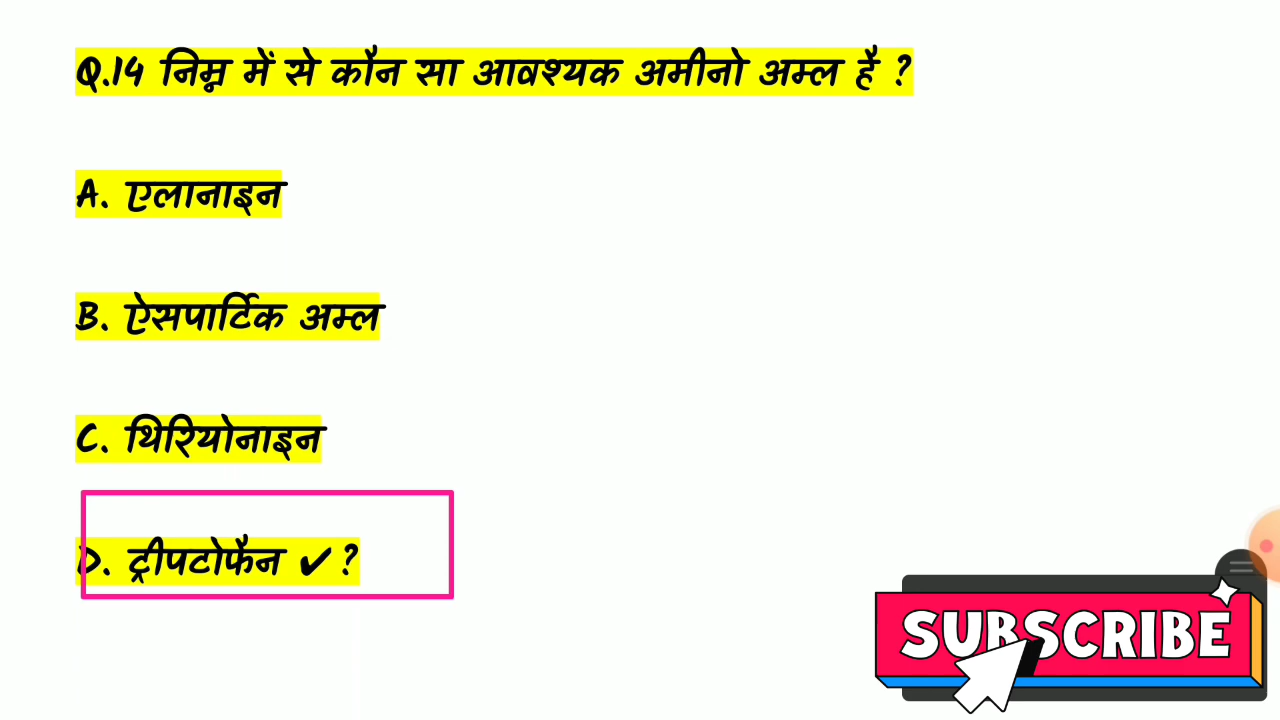 Q.14 निम्न में से कौन सा आवश्यक अमीनो अम्ल है ?
A. एलानाइन
B. ऐसपार्टिक अम्ल
C. थिरियोनाइन
D. ट्रीपटोफैन ✔?
SUBSCRIBE